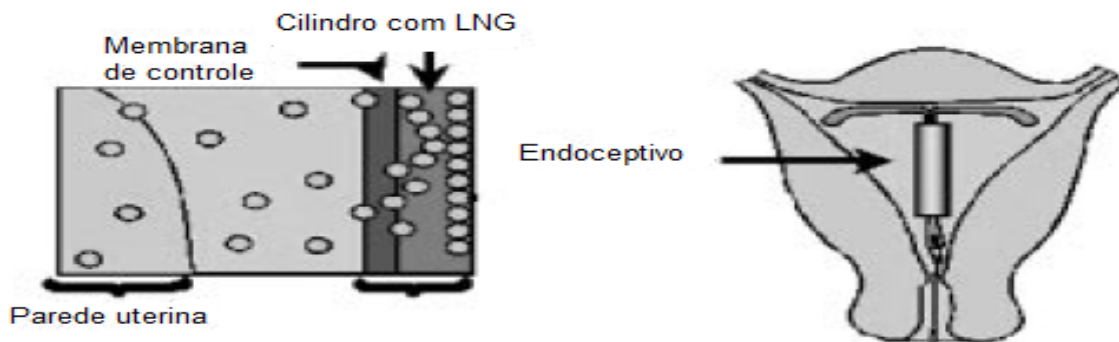 Cilindro com LNG
Membrana
de controle
Endoceptivo
Parede uterina